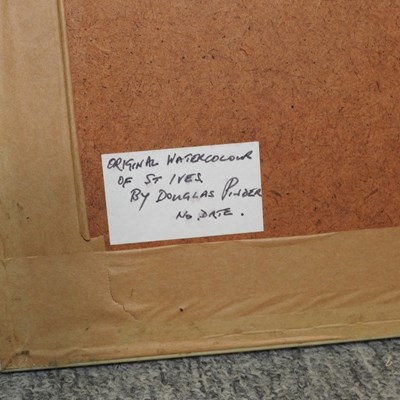 ORIGINAL WATERCOLOUR
OF ST IVES
BY DOUGLAS PINDER
NO DATE.